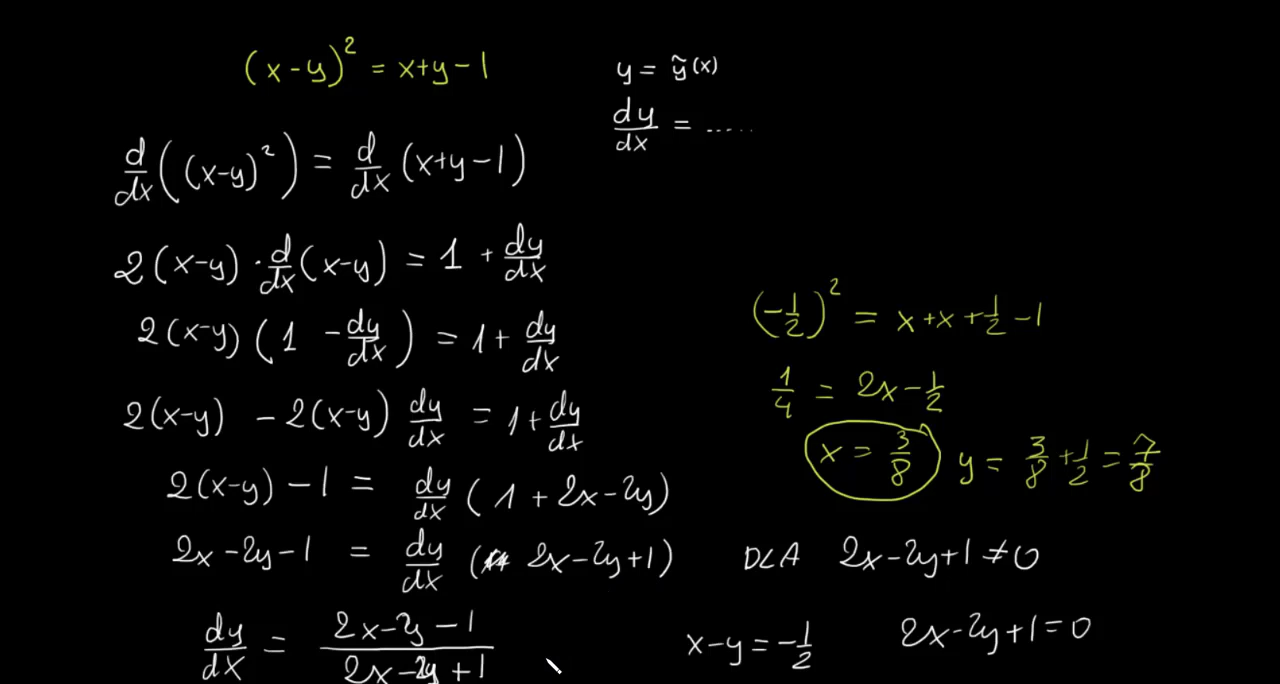 (x-y)² = x+y-1
y = ỹ(x)
dy/dx = .....
d/dx((x-y)²) = d/dx(x+y-1)
2(x-y)·d/dx(x-y) = 1 + dy/dx
2(x-y)(1 - dy/dx) = 1 + dy/dx
2(x-y) - 2(x-y) dy/dx = 1 + dy/dx
2(x-y) - 1 = dy/dx (1 + 2x - 2y)
2x - 2y - 1 = dy/dx (2x - 2y + 1)
dy/dx = (2x - 2y - 1)/(2x - 2y + 1)
(-1/2)² = x + x + 1/2 - 1
1/4 = 2x - 1/2
x = 3/8 y = 3/8 + 1/2 = 7/8
DLA 2x - 2y + 1 ≠ 0
x - y = -1/2 2x - 2y + 1 = 0